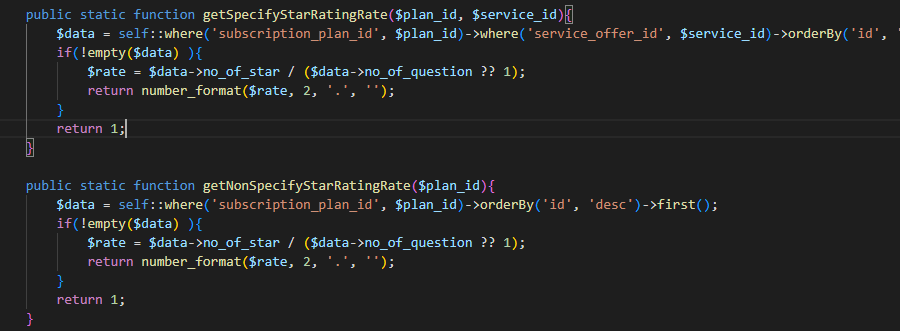 public static function getSpecifyStarRatingRate($plan_id, $service_id){
$data = self::where('subscription_plan_id', $plan_id)->where('service_offer_id', $service_id)->orderBy('id',
if(!empty($data) ){
$rate = $data->no_of_star / ($data->no_of_question ?? 1);
return number_format($rate, 2, '.', '');
}
return 1;
}
public static function getNonSpecifyStarRatingRate($plan_id){
$data = self::where('subscription_plan_id', $plan_id)->orderBy('id', 'desc')->first();
if(!empty($data) ){
$rate = $data->no_of_star / ($data->no_of_question ?? 1);
return number_format($rate, 2, '.', '');
}
return 1;
}